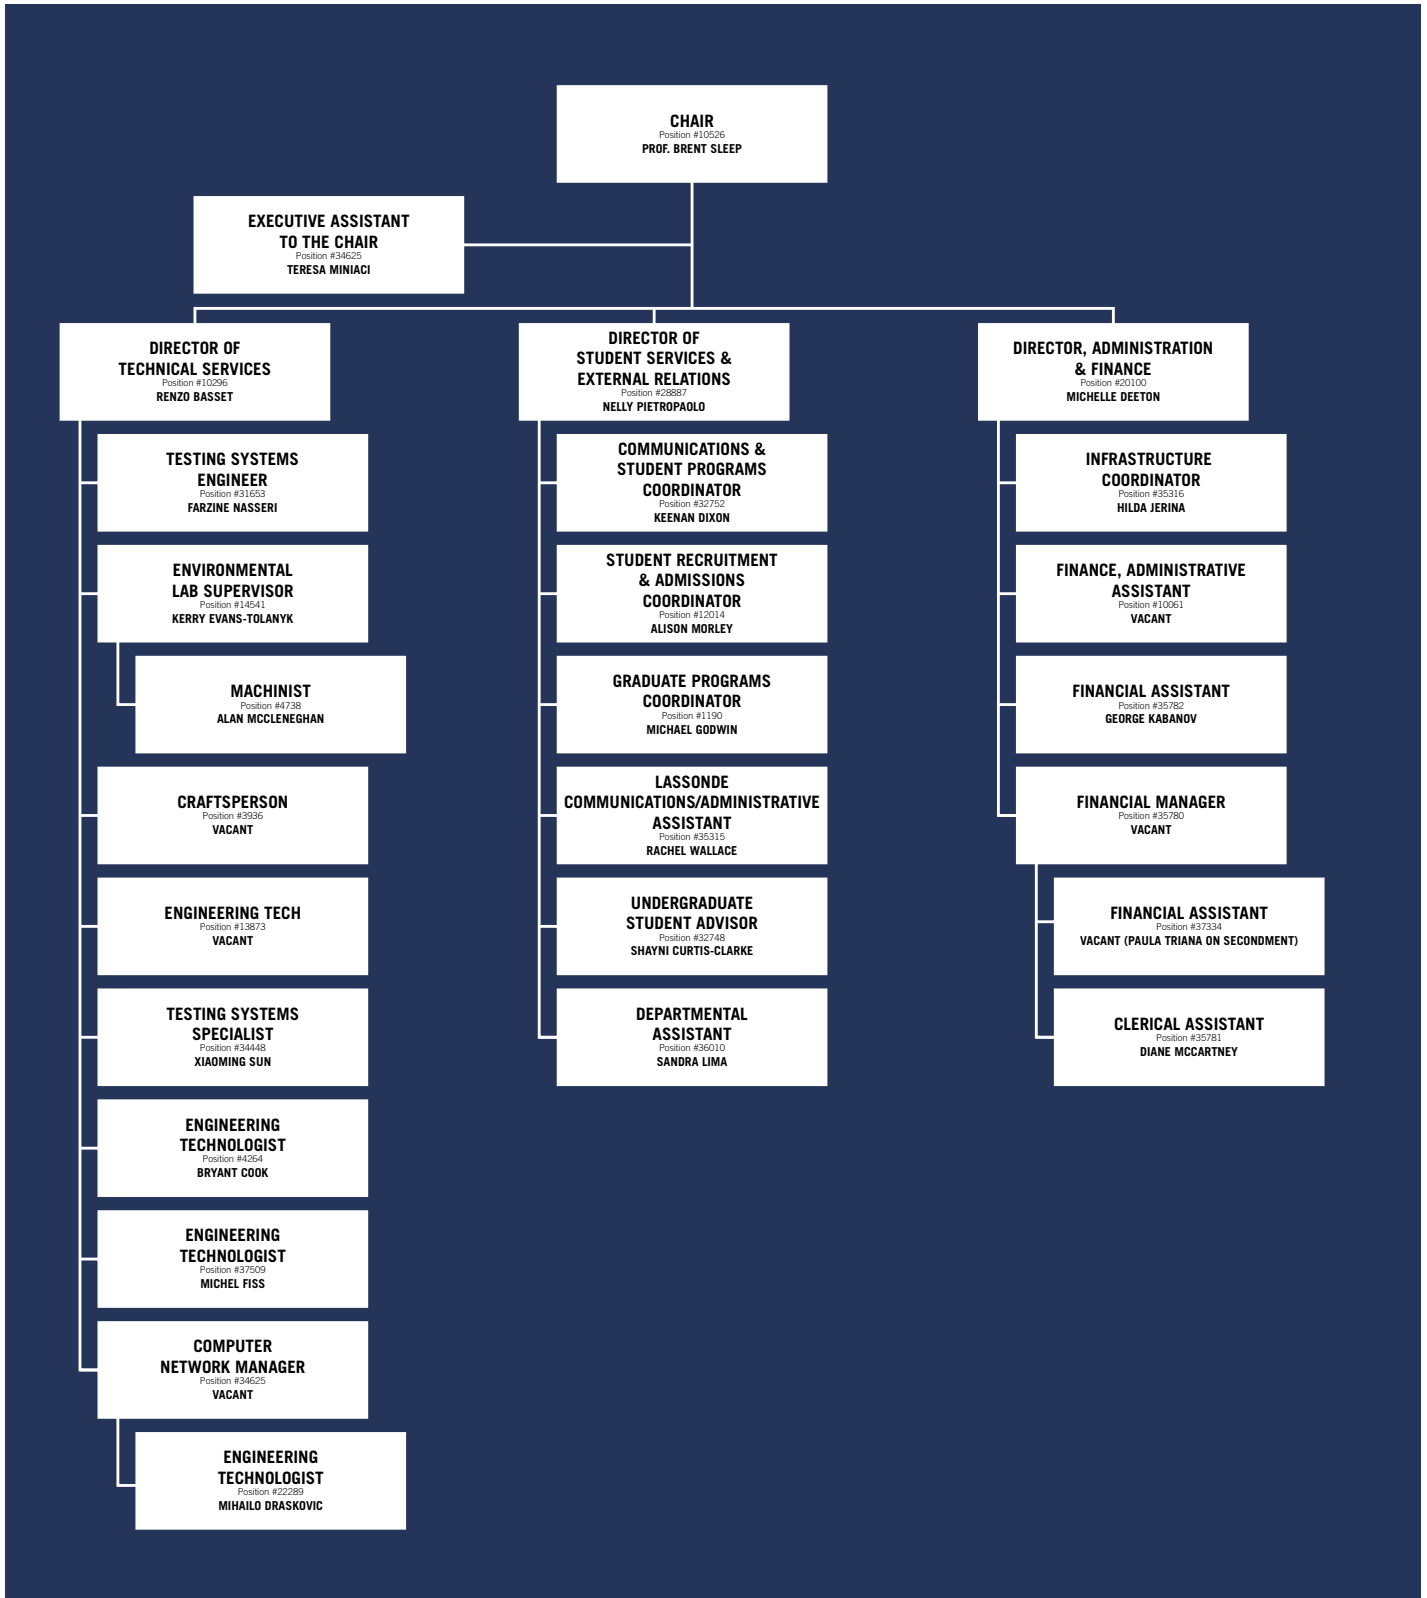 CHAIR
Position #10526
PROF. BRENT SLEEP
EXECUTIVE ASSISTANT
TO THE CHAIR
Position #34625
TERESA MINIACI
DIRECTOR OF
TECHNICAL SERVICES
Position #10296
RENZO BASSET
TESTING SYSTEMS
ENGINEER
Position #31653
FARZINE NASSERI
ENVIRONMENTAL
LAB SUPERVISOR
Position #14541
KERRY EVANS-TOLANYK
MACHINIST
Position #4738
ALAN MCCLENEGHAN
CRAFTSPERSON
Position #3936
VACANT
ENGINEERING TECH
Position #13873
VACANT
TESTING SYSTEMS
SPECIALIST
Position #34448
XIAOMING SUN
ENGINEERING
TECHNOLOGIST
Position #4264
BRYANT COOK
ENGINEERING
TECHNOLOGIST
Position #37509
MICHEL FISS
COMPUTER
NETWORK MANAGER
Position #34625
VACANT
ENGINEERING
TECHNOLOGIST
Position #22289
MIHAILO DRASKOVIC
DIRECTOR OF
STUDENT SERVICES &
EXTERNAL RELATIONS
Position #28887
NELLY PIETROPAOLO
COMMUNICATIONS &
STUDENT PROGRAMS
COORDINATOR
Position #32752
KEENAN DIXON
STUDENT RECRUITMENT
& ADMISSIONS
COORDINATOR
Position #12014
ALISON MORLEY
GRADUATE PROGRAMS
COORDINATOR
Position #1190
MICHAEL GODWIN
LASSONDE
COMMUNICATIONS/ADMINISTRATIVE
ASSISTANT
Position #35315
RACHEL WALLACE
UNDERGRADUATE
STUDENT ADVISOR
Position #32748
SHAYNI CURTIS-CLARKE
DEPARTMENTAL
ASSISTANT
Position #36010
SANDRA LIMA
DIRECTOR, ADMINISTRATION
& FINANCE
Position #20100
MICHELLE DEETON
INFRASTRUCTURE
COORDINATOR
Position #35316
HILDA JERINA
FINANCE, ADMINISTRATIVE
ASSISTANT
Position #10061
VACANT
FINANCIAL ASSISTANT
Position #35782
GEORGE KABANOV
FINANCIAL MANAGER
Position #35780
VACANT
FINANCIAL ASSISTANT
Position #37334
VACANT (PAULA TRIANA ON SECONDMENT)
CLERICAL ASSISTANT
Position #35781
DIANE MCCARTNEY